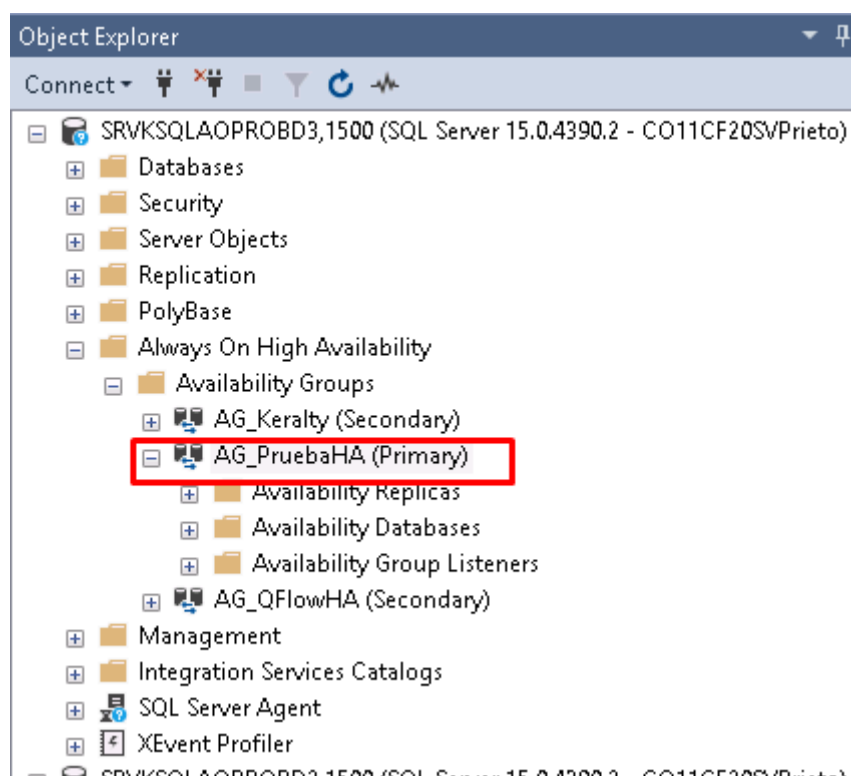 Object Explorer
Connect
SRVKSQLAOPROBD3,1500 (SQL Server 15.0.4390.2 - CO11CF20SVPrieto)
Databases
Security
Server Objects
Replication
PolyBase
Always On High Availability
Availability Groups
AG_Keralty (Secondary)
AG_PruebaHA (Primary)
Availability Replicas
Availability Databases
Availability Group Listeners
AG_QFlowHA (Secondary)
Management
Integration Services Catalogs
SQL Server Agent
XEvent Profiler